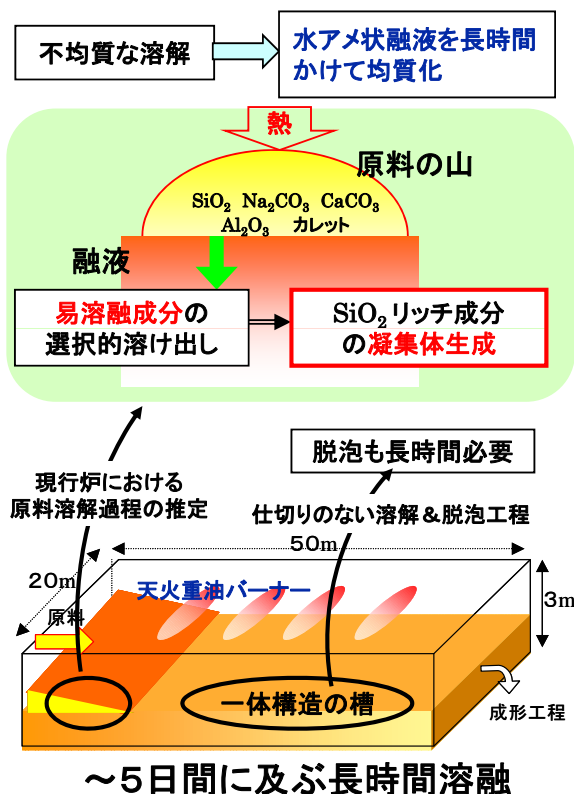 不均質な溶解
水アメ状融液を長時間
かけて均質化
熱
原料の山
SiO₂ Na₂CO₃ CaCO₃
Al₂O₃ カレット
融液
易溶融成分の
選択的溶け出し
SiO₂リッチ成分
の凝集体生成
脱泡も長時間必要
現行炉における
原料溶解過程の推定
仕切りのない溶解&脱泡工程
50m
20m
天火重油バーナー
3m
原料
一体構造の槽
成形工程
~5日間に及ぶ長時間溶融